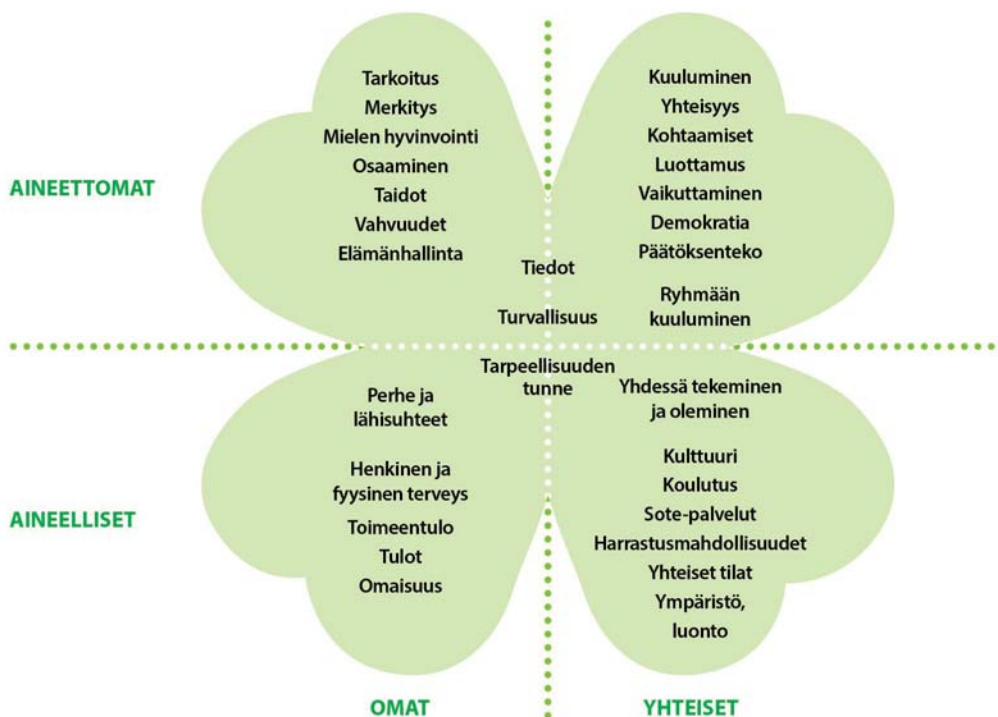 Tarkoitus
Merkitys
Mielen hyvinvointi
Osaaminen
Taidot
Vahvuudet
Elämänhallinta
Kuuluminen
Yhteisyys
Kohtaamiset
Luottamus
Vaikuttaminen
Demokratia
Päätöksenteko
Ryhmään
kuuluminen
AINEETTOMAT
Tiedot
Turvallisuus
Tarpeellisuuden
tunne
Perhe ja
lähisuhteet
Henkinen ja
fyysinen terveys
Toimeentulo
Tulot
Omaisuus
Yhdessä tekeminen
ja oleminen
Kulttuuri
Koulutus
Sote-palvelut
Harrastusmahdollisuudet
Yhteiset tilat
Ympäristö,
luonto
AINEELLISET
OMAT
YHTEISET